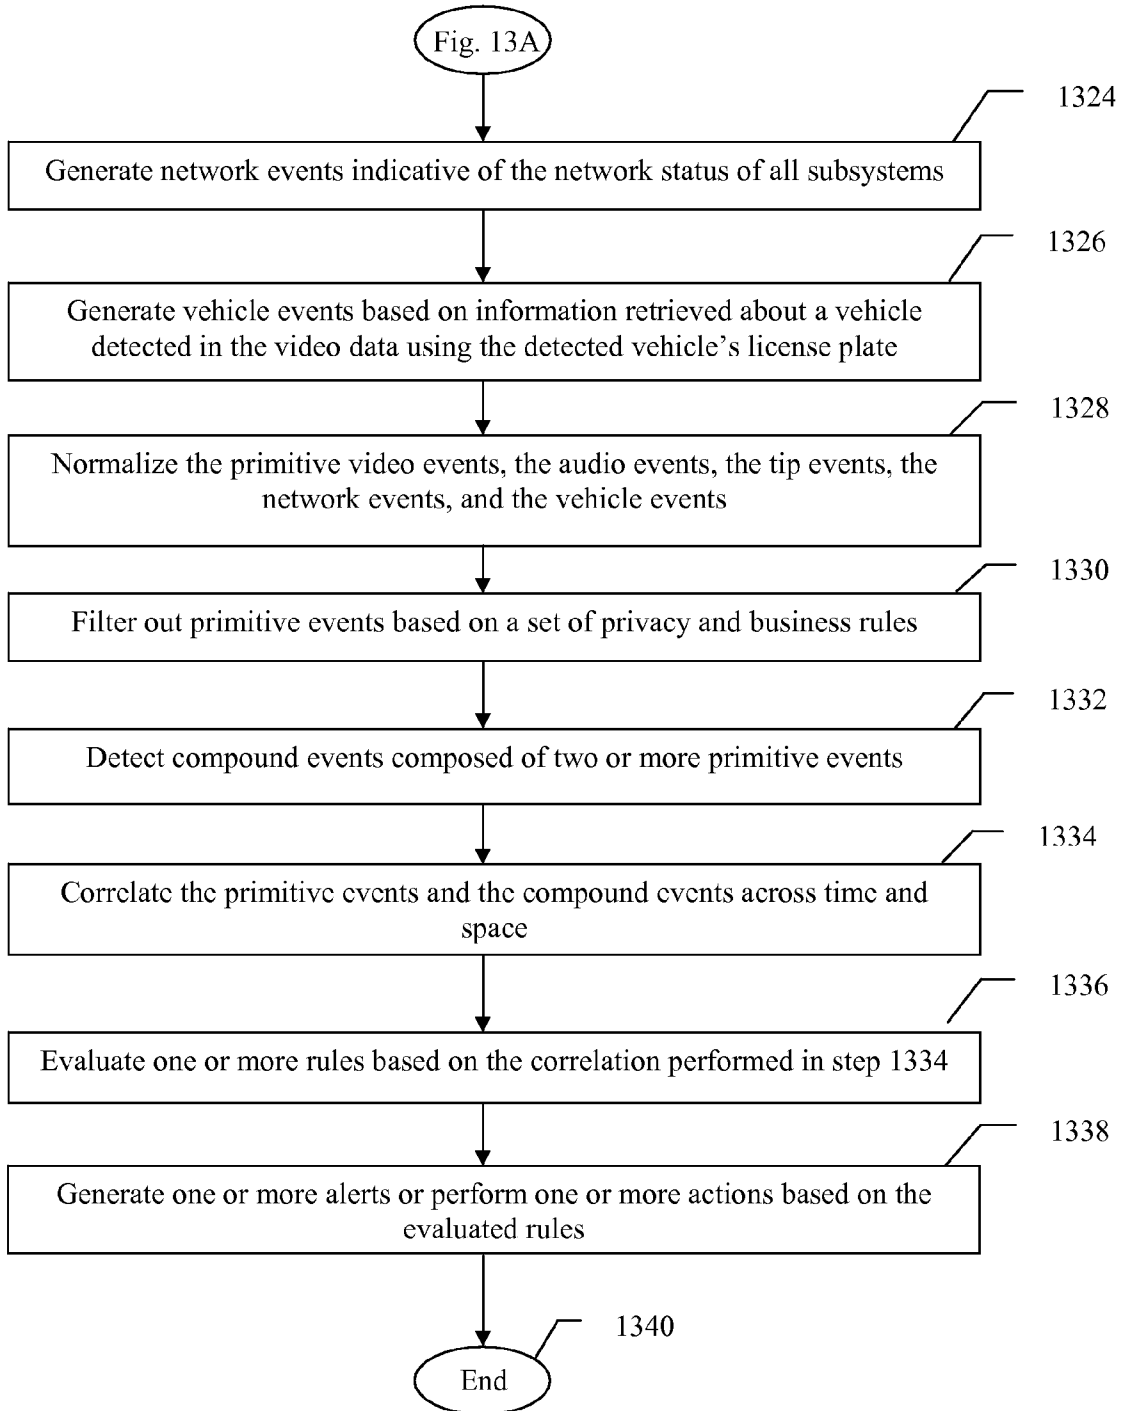 Fig. 13A
1324
Generate network events indicative of the network status of all subsystems
1326
Generate vehicle events based on information retrieved about a vehicle
detected in the video data using the detected vehicle's license plate
1328
Normalize the primitive video events, the audio events, the tip events, the
network events, and the vehicle events
1330
Filter out primitive events based on a set of privacy and business rules
1332
Detect compound events composed of two or more primitive events
1334
Correlate the primitive events and the compound events across time and
space
1336
Evaluate one or more rules based on the correlation performed in step 1334
1338
Generate one or more alerts or perform one or more actions based on the
evaluated rules
1340
End